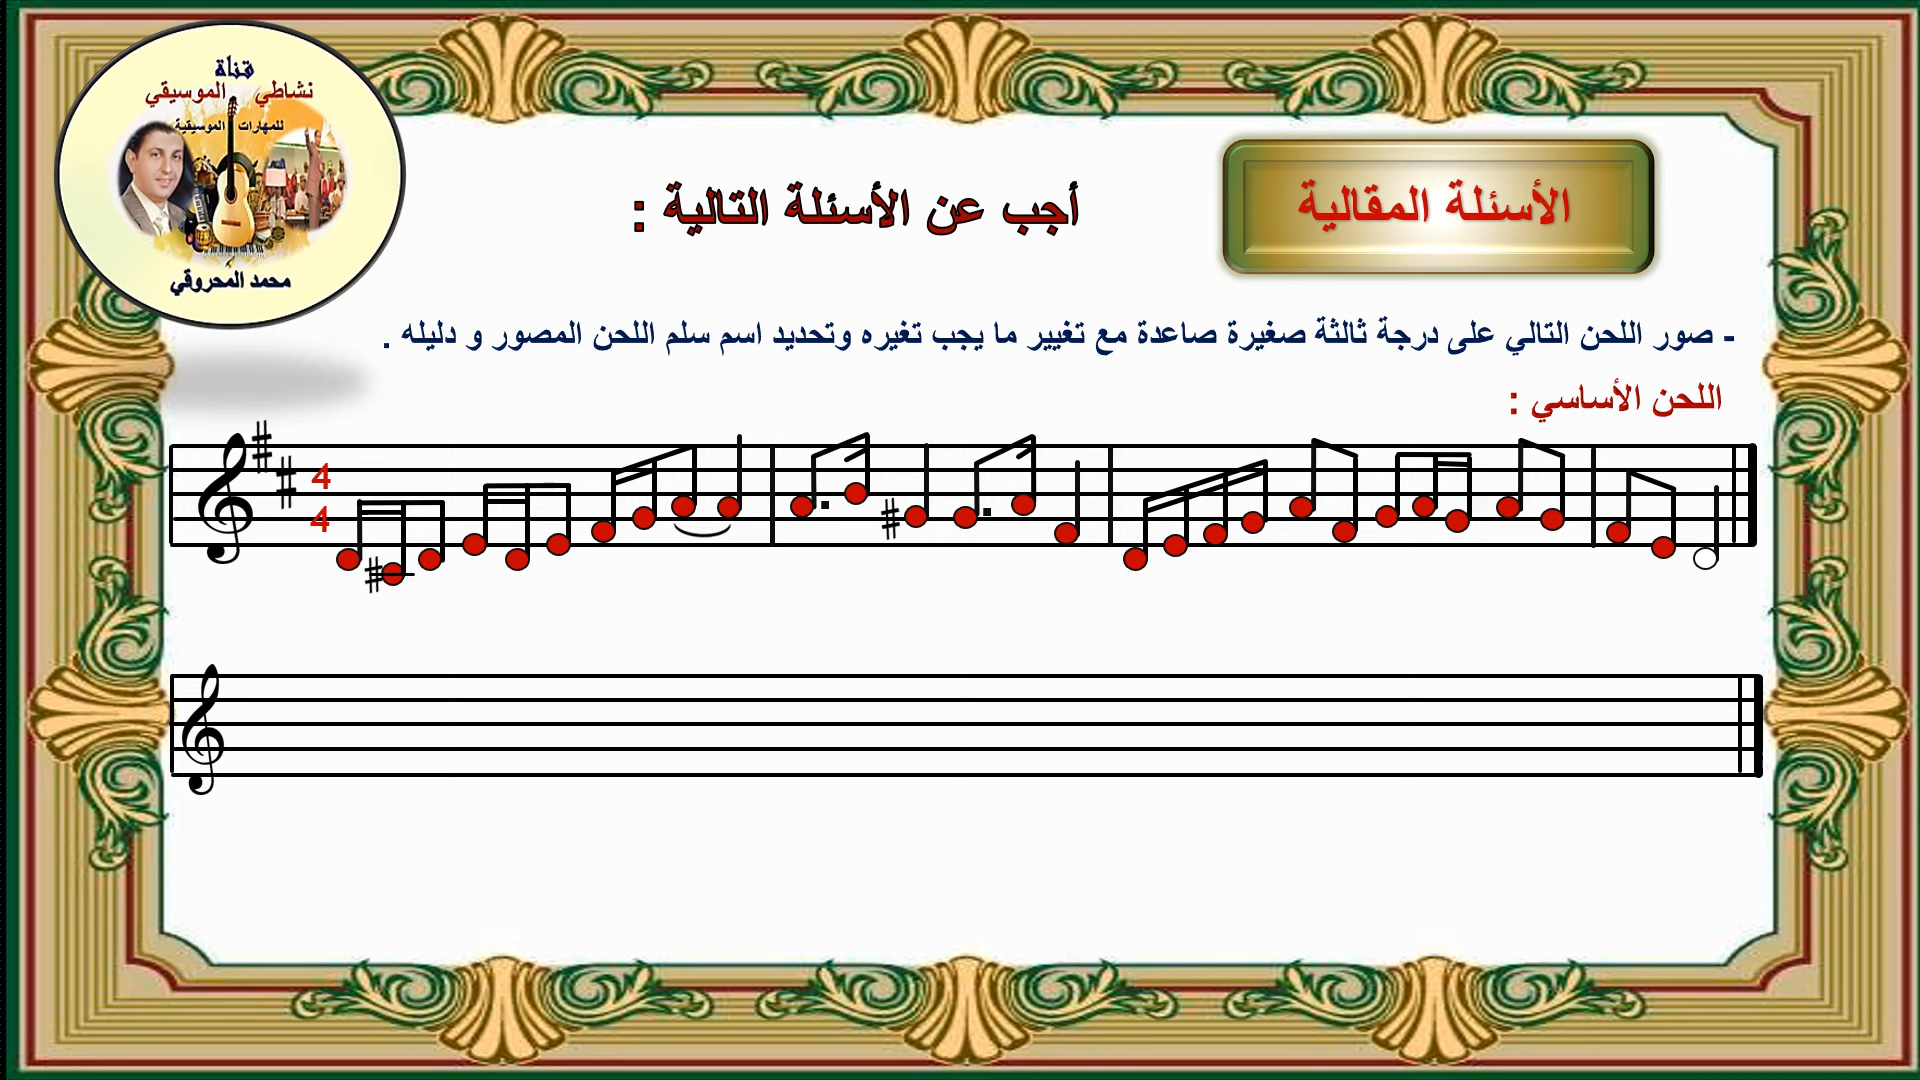 قناة
نشاطي الموسيقي
للمهارات الموسيقية
محمد المحروقي
الأسئلة المقالية
أجب عن الأسئلة التالية :
- صور اللحن التالي على درجة ثالثة صغيرة صاعدة مع تغيير ما يجب تغيره وتحديد اسم سلم اللحن المصور و دليله .
اللحن الأساسي :
4
4